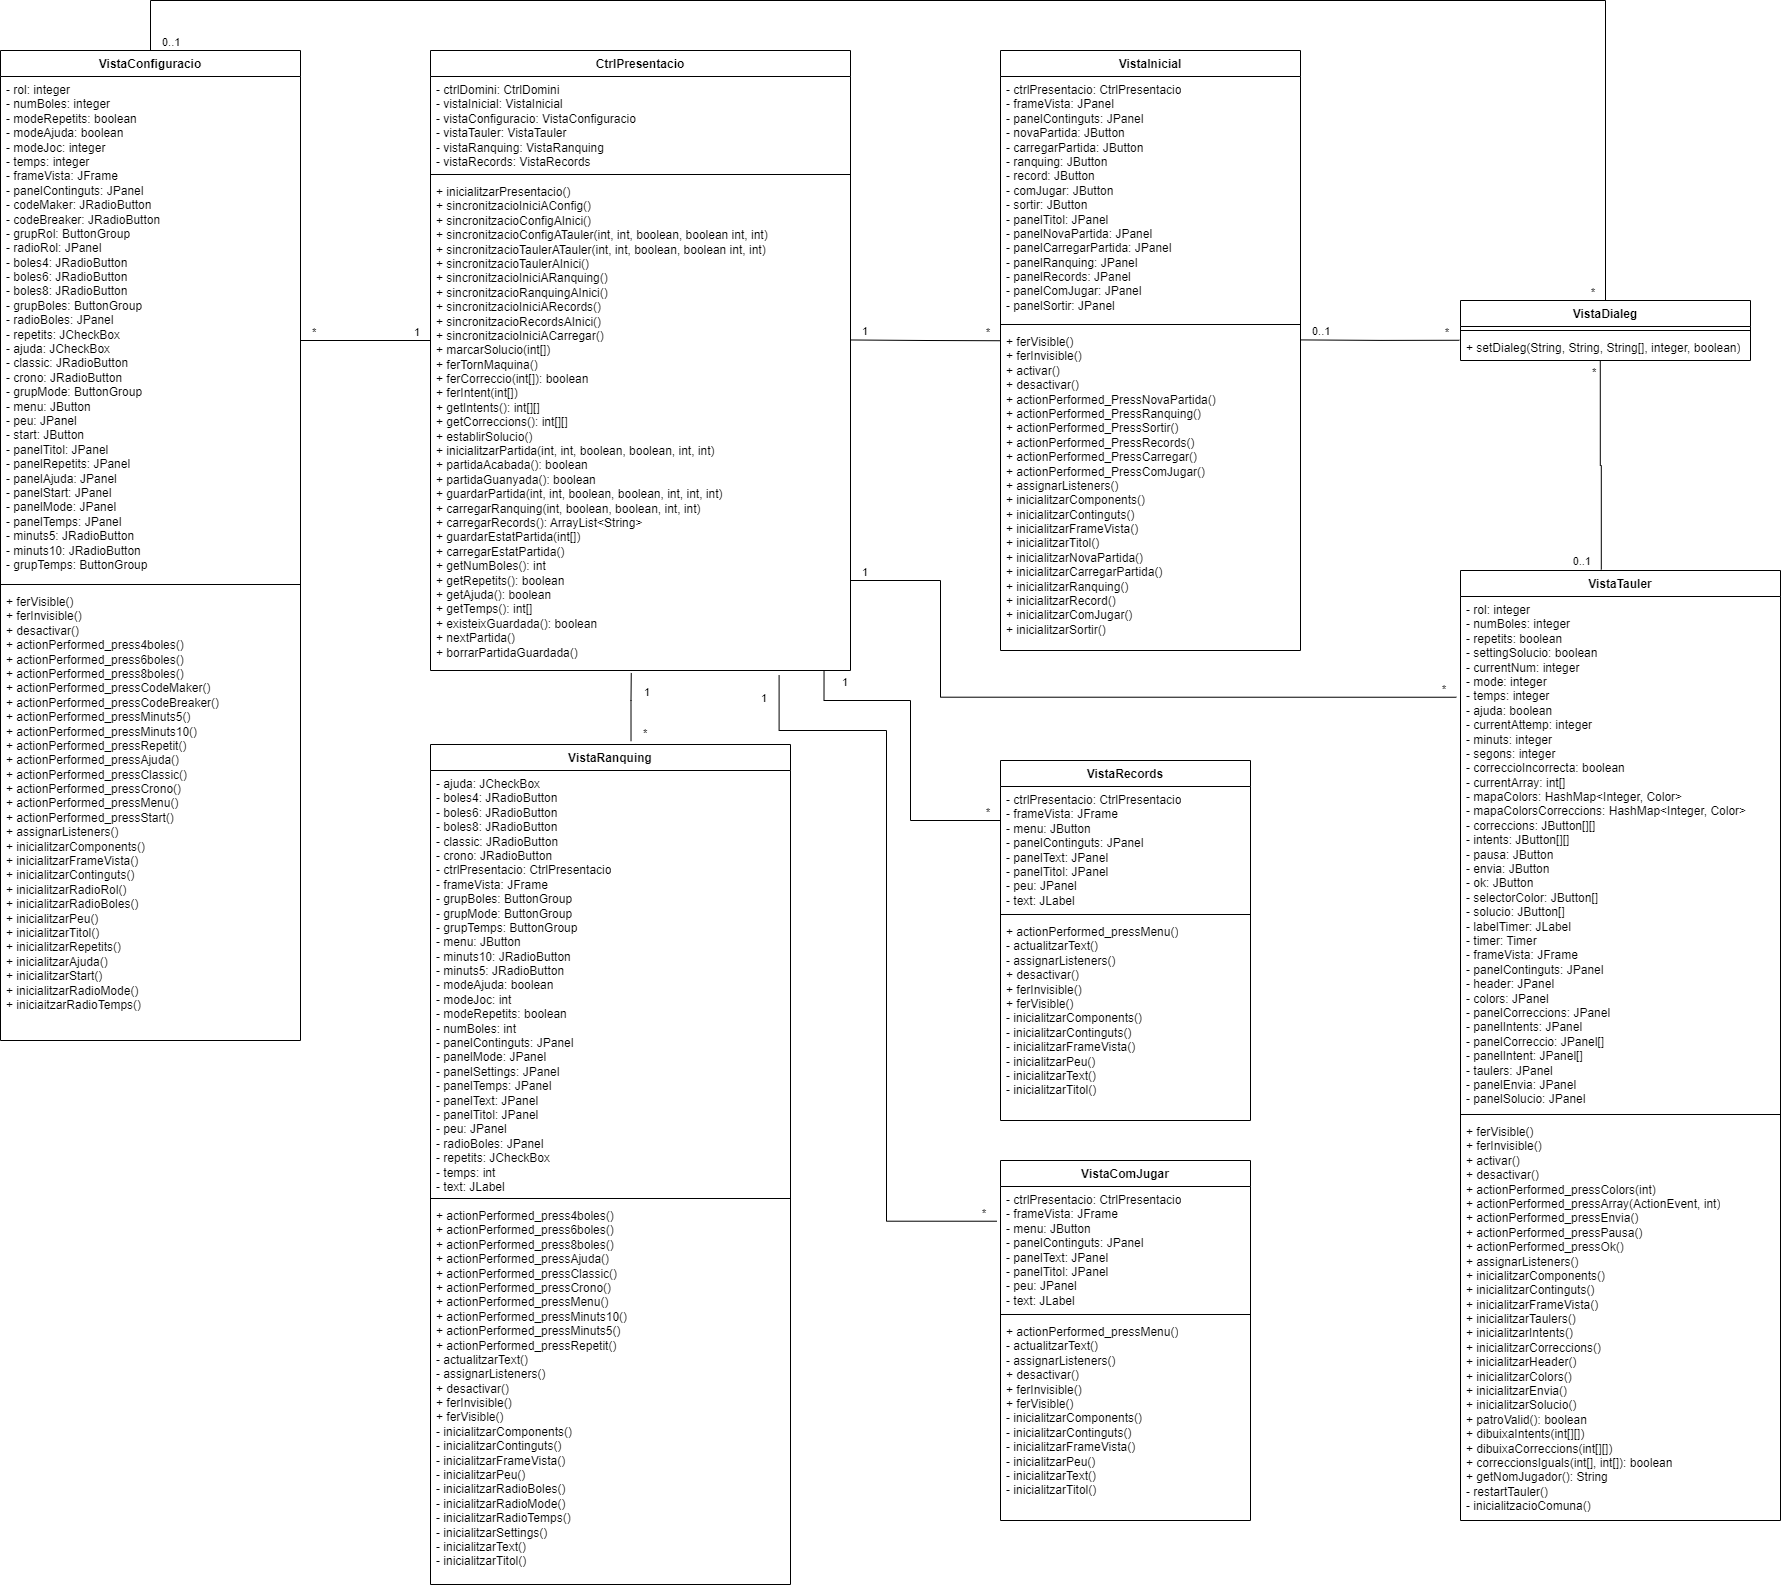 0..1
VistaConfiguracio
- rol: integer
- numBoles: integer
- modeRepetits: boolean
- modeAjuda: boolean
- modeJoc: integer
- temps: integer
- frameVista: JFrame
- panelContinguts: JPanel
- codeMaker: JRadioButton
- codeBreaker: JRadioButton
- grupRol: ButtonGroup
- radioRol: JPanel
- boles4: JRadioButton
- boles6: JRadioButton
- boles8: JRadioButton
- grupBoles: ButtonGroup
- radioBoles: JPanel
- repetits: JCheckBox
- ajuda: JCheckBox
- classic: JRadioButton
- crono: JRadioButton
- grupMode: ButtonGroup
- menu: JButton
- peu: JPanel
- start: JButton
- panelTitol: JPanel
- panelRepetits: JPanel
- panelAjuda: JPanel
- panelStart: JPanel
- panelMode: JPanel
- panelTemps: JPanel
- minuts5: JRadioButton
- minuts10: JRadioButton
- grupTemps: ButtonGroup
+ ferVisible()
+ ferInvisible()
+ desactivar()
+ actionPerformed_press4boles()
+ actionPerformed_press6boles()
+ actionPerformed_press8boles()
+ actionPerformed_pressCodeMaker()
+ actionPerformed_pressCodeBreaker()
+ actionPerformed_pressMinuts5()
+ actionPerformed_pressMinuts10()
+ actionPerformed_pressRepetit()
+ actionPerformed_pressAjuda()
+ actionPerformed_pressClassic()
+ actionPerformed_pressCrono()
+ actionPerformed_pressMenu()
+ actionPerformed_pressStart()
+ assignarListeners()
+ inicialitzarComponents()
+ inicialitzarFrameVista()
+ inicialitzarContinguts()
+ inicialitzarRadioRol()
+ inicialitzarRadioBoles()
+ inicialitzarPeu()
+ inicialitzarTitol()
+ inicialitzarRepetits()
+ inicialitzarAjuda()
+ inicialitzarStart()
+ inicialitzarRadioMode()
+ iniciaitzarRadioTemps()
* 1
CtrlPresentacio
- ctrlDomini: CtrlDomini
- vistaInicial: VistaInicial
- vistaConfiguracio: VistaConfiguracio
- vistaTauler: VistaTauler
- vistaRanquing: VistaRanquing
- vistaRecords: VistaRecords
+ inicialitzarPresentacio()
+ sincronitzacioIniciAConfig()
+ sincronitzacioConfigAInici()
+ sincronitzacioConfigATauler(int, int, boolean, boolean int, int)
+ sincronitzacioTaulerATauler(int, int, boolean, boolean int, int)
+ sincronitzacioTaulerAInici()
+ sincronitzacioIniciARanquing()
+ sincronitzacioRanquingAInici()
+ sincronitzacioIniciARecords()
+ sincronitzacioRecordsAInici()
+ sincronitzacioIniciACarregar()
+ marcarSolucio(int[])
+ ferTornMaquina()
+ ferCorreccio(int[]): boolean
+ ferIntent(int[])
+ getIntents(): int[][]
+ getCorreccions(): int[][]
+ establirSolucio()
+ inicialitzarPartida(int, int, boolean, boolean, int, int)
+ partidaAcabada(): boolean
+ partidaGuanyada(): boolean
+ guardarPartida(int, int, boolean, boolean, int, int, int)
+ carregarRanquing(int, boolean, boolean, int, int)
+ carregarRecords(): ArrayList<String>
+ guardarEstatPartida(int[])
+ carregarEstatPartida()
+ getNumBoles(): int
+ getRepetits(): boolean
+ getAjuda(): boolean
+ getTemps(): int[]
+ existeixGuardada(): boolean
+ nextPartida()
+ borrarPartidaGuardada()
1 *
VistaInicial
- ctrlPresentacio: CtrlPresentacio
- frameVista: JPanel
- panelContinguts: JPanel
- novaPartida: JButton
- carregarPartida: JButton
- ranquing: JButton
- record: JButton
- comJugar: JButton
- sortir: JButton
- panelTitol: JPanel
- panelNovaPartida: JPanel
- panelCarregarPartida: JPanel
- panelRanquing: JPanel
- panelRecords: JPanel
- panelComJugar: JPanel
- panelSortir: JPanel
+ ferVisible()
+ ferInvisible()
+ activar()
+ desactivar()
+ actionPerformed_PressNovaPartida()
+ actionPerformed_PressRanquing()
+ actionPerformed_PressSortir()
+ actionPerformed_PressRecords()
+ actionPerformed_PressCarregar()
+ actionPerformed_PressComJugar()
+ assignarListeners()
+ inicialitzarComponents()
+ inicialitzarContinguts()
+ inicialitzarFrameVista()
+ inicialitzarTitol()
+ inicialitzarNovaPartida()
+ inicialitzarCarregarPartida()
+ inicialitzarRanquing()
+ inicialitzarRecord()
+ inicialitzarComJugar()
+ inicialitzarSortir()
0..1 *
*
VistaDialeg
+ setDialeg(String, String, String[], integer, boolean)
*
0..1
1 *
VistaTauler
- rol: integer
- numBoles: integer
- repetits: boolean
- settingSolucio: boolean
- currentNum: integer
- mode: integer
- temps: integer
- ajuda: boolean
- currentAttemp: integer
- minuts: integer
- segons: integer
- correccioIncorrecta: boolean
- currentArray: int[]
- mapaColors: HashMap<Integer, Color>
- mapaColorsCorreccions: HashMap<Integer, Color>
- correccions: JButton[][]
- intents: JButton[][]
- pausa: JButton
- envia: JButton
- ok: JButton
- selectorColor: JButton[]
- solucio: JButton[]
- labelTimer: JLabel
- timer: Timer
- frameVista: JFrame
- panelContinguts: JPanel
- header: JPanel
- colors: JPanel
- panelCorreccions: JPanel
- panelIntents: JPanel
- panelCorreccio: JPanel[]
- panelIntent: JPanel[]
- taulers: JPanel
- panelEnvia: JPanel
- panelSolucio: JPanel
+ ferVisible()
+ ferInvisible()
+ activar()
+ desactivar()
+ actionPerformed_pressColors(int)
+ actionPerformed_pressArray(ActionEvent, int)
+ actionPerformed_pressEnvia()
+ actionPerformed_pressPausa()
+ actionPerformed_pressOk()
+ assignarListeners()
+ inicialitzarComponents()
+ inicialitzarContinguts()
+ inicialitzarFrameVista()
+ inicialitzarTaulers()
+ inicialitzarIntents()
+ inicialitzarCorreccions()
+ inicialitzarHeader()
+ inicialitzarColors()
+ inicialitzarEnvia()
+ inicialitzarSolucio()
+ patroValid(): boolean
+ dibuixaIntents(int[][])
+ dibuixaCorreccions(int[][])
+ correccionsIguals(int[], int[]): boolean
+ getNomJugador(): String
- restartTauler()
- inicialitzacioComuna()
1
*
VistaRanquing
- ajuda: JCheckBox
- boles4: JRadioButton
- boles6: JRadioButton
- boles8: JRadioButton
- classic: JRadioButton
- crono: JRadioButton
- ctrlPresentacio: CtrlPresentacio
- frameVista: JFrame
- grupBoles: ButtonGroup
- grupMode: ButtonGroup
- grupTemps: ButtonGroup
- menu: JButton
- minuts10: JRadioButton
- minuts5: JRadioButton
- modeAjuda: boolean
- modeJoc: int
- modeRepetits: boolean
- numBoles: int
- panelContinguts: JPanel
- panelMode: JPanel
- panelSettings: JPanel
- panelTemps: JPanel
- panelText: JPanel
- panelTitol: JPanel
- peu: JPanel
- radioBoles: JPanel
- repetits: JCheckBox
- temps: int
- text: JLabel
+ actionPerformed_press4boles()
+ actionPerformed_press6boles()
+ actionPerformed_press8boles()
+ actionPerformed_pressAjuda()
+ actionPerformed_pressClassic()
+ actionPerformed_pressCrono()
+ actionPerformed_pressMenu()
+ actionPerformed_pressMinuts10()
+ actionPerformed_pressMinuts5()
+ actionPerformed_pressRepetit()
- actualitzarText()
- assignarListeners()
+ desactivar()
+ ferInvisible()
+ ferVisible()
- inicialitzarComponents()
- inicialitzarContinguts()
- inicialitzarFrameVista()
- inicialitzarPeu()
- inicialitzarRadioBoles()
- inicialitzarRadioMode()
- inicialitzarRadioTemps()
- inicialitzarSettings()
- inicialitzarText()
- inicialitzarTitol()
1
*
VistaRecords
- ctrlPresentacio: CtrlPresentacio
- frameVista: JFrame
- menu: JButton
- panelContinguts: JPanel
- panelText: JPanel
- panelTitol: JPanel
- peu: JPanel
- text: JLabel
+ actionPerformed_pressMenu()
- actualitzarText()
- assignarListeners()
+ desactivar()
+ ferInvisible()
+ ferVisible()
- inicialitzarComponents()
- inicialitzarContinguts()
- inicialitzarFrameVista()
- inicialitzarPeu()
- inicialitzarText()
- inicialitzarTitol()
1
*
VistaComJugar
- ctrlPresentacio: CtrlPresentacio
- frameVista: JFrame
- menu: JButton
- panelContinguts: JPanel
- panelText: JPanel
- panelTitol: JPanel
- peu: JPanel
- text: JLabel
+ actionPerformed_pressMenu()
- actualitzarText()
- assignarListeners()
+ desactivar()
+ ferInvisible()
+ ferVisible()
- inicialitzarComponents()
- inicialitzarContinguts()
- inicialitzarFrameVista()
- inicialitzarPeu()
- inicialitzarText()
- inicialitzarTitol()